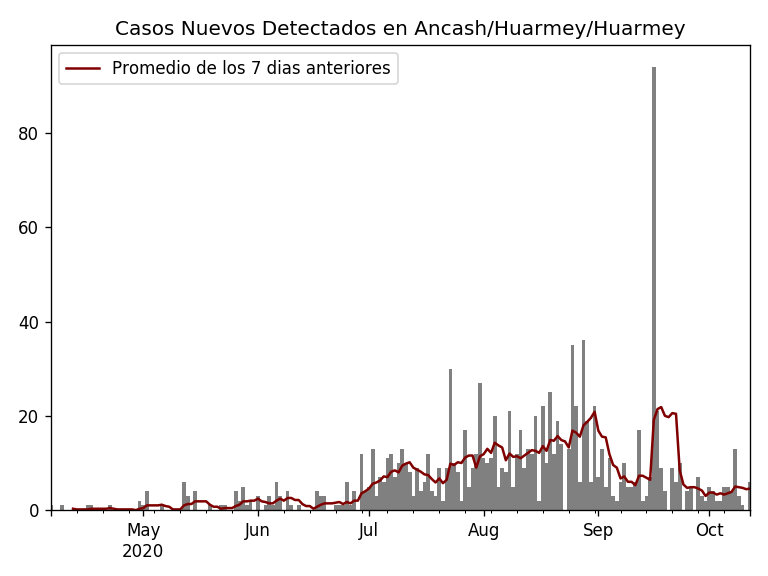 Casos Nuevos Detectados en Ancash/Huarmey/Huarmey
Promedio de los 7 dias anteriores
80
60
40
20
0
May Jun Jul Aug Sep Oct
2020